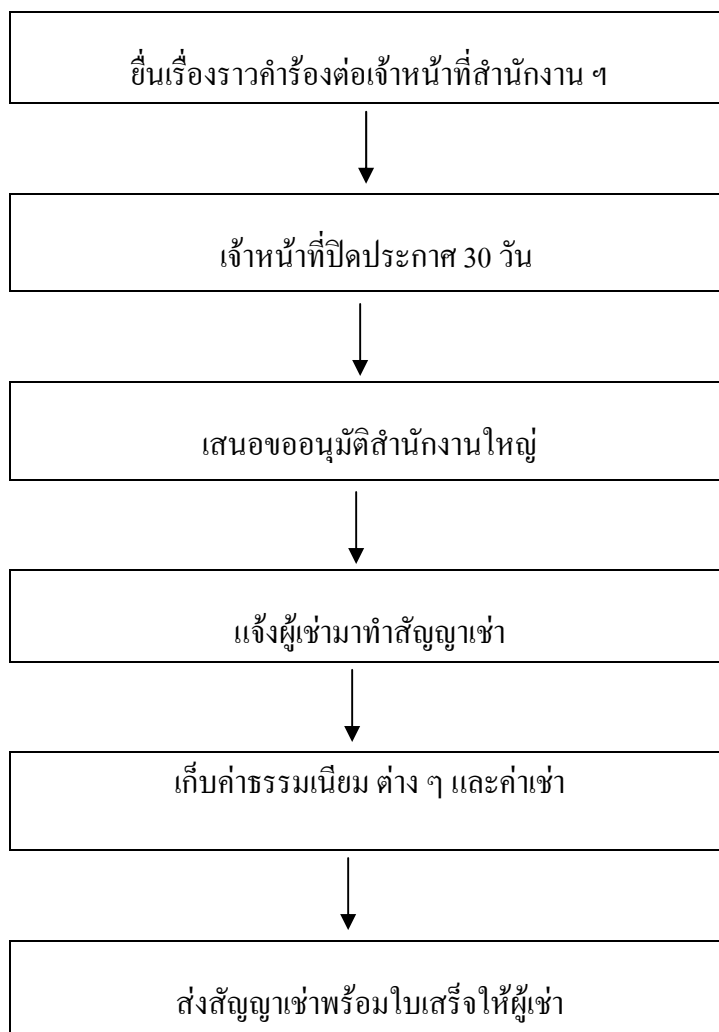 ยื่นเรื่องราวคำร้องต่อเจ้าหน้าที่สำนักงาน ฯ
เจ้าหน้าที่ปิดประกาศ 30 วัน
เสนอขออนุมัติสำนักงานใหญ่
แจ้งผู้เช่ามาทำสัญญาเช่า
เก็บค่าธรรมเนียม ต่าง ๆ และค่าเช่า
ส่งสัญญาเช่าพร้อมใบเสร็จให้ผู้เช่า